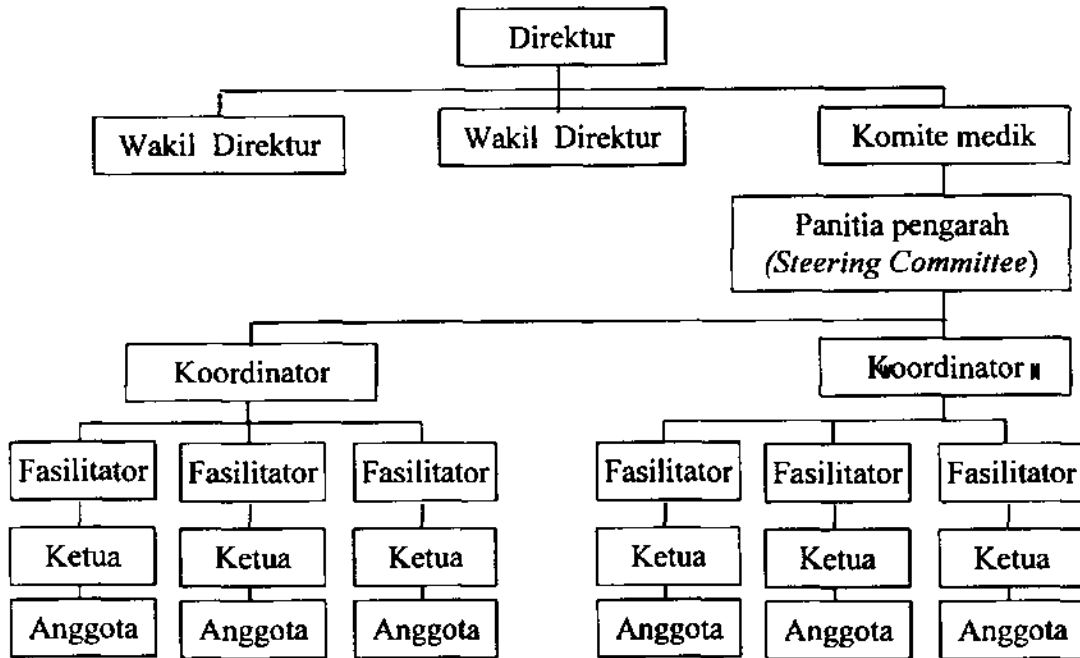 Direktur
Wakil Direktur
Wakil Direktur
Komite medik
Panitia pengarah
(Steering Committee)
Koordinator
Koordinator
Fasilitator
Fasilitator
Fasilitator
Fasilitator
Fasilitator
Fasilitator
Ketua
Ketua
Ketua
Ketua
Ketua
Ketua
Anggota
Anggota
Anggota
Anggota
Anggota
Anggota